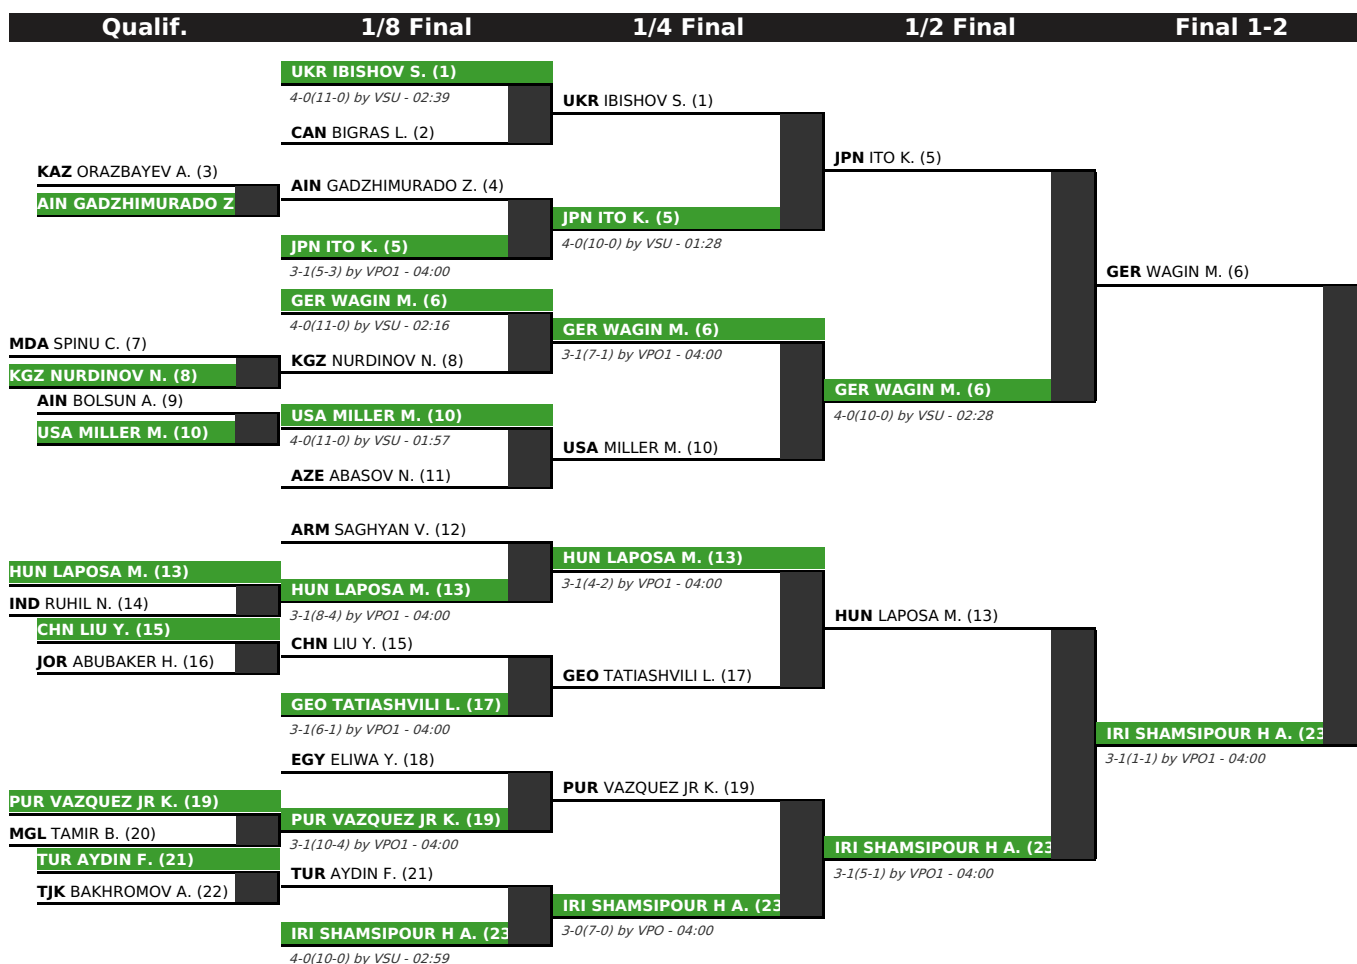 Qualif.
1/8 Final
1/4 Final
1/2 Final
Final 1-2
KAZ ORAZBAYEV A. (3)
AIN GADZHIMURADO Z
MDA SPINU C. (7)
KGZ NURDINOV N. (8)
AIN BOLSUN A. (9)
USA MILLER M. (10)
HUN LAPOSA M. (13)
IND RUHIL N. (14)
CHN LIU Y. (15)
JOR ABUBAKER H. (16)
PUR VAZQUEZ JR K. (19)
MGL TAMIR B. (20)
TUR AYDIN F. (21)
TJK BAKHROMOV A. (22)
UKR IBISHOV S. (1)
4-0(11-0) by VSU - 02:39
CAN BIGRAS L. (2)
AIN GADZHIMURADO Z. (4)
JPN ITO K. (5)
3-1(5-3) by VPO1 - 04:00
GER WAGIN M. (6)
4-0(11-0) by VSU - 02:16
KGZ NURDINOV N. (8)
USA MILLER M. (10)
4-0(11-0) by VSU - 01:57
AZE ABASOV N. (11)
ARM SAGHYAN V. (12)
HUN LAPOSA M. (13)
3-1(8-4) by VPO1 - 04:00
CHN LIU Y. (15)
GEO TATIASHVILI L. (17)
3-1(6-1) by VPO1 - 04:00
EGY ELIWA Y. (18)
PUR VAZQUEZ JR K. (19)
3-1(10-4) by VPO1 - 04:00
TUR AYDIN F. (21)
IRI SHAMSIPOUR H A. (23
4-0(10-0) by VSU - 02:59
UKR IBISHOV S. (1)
JPN ITO K. (5)
4-0(10-0) by VSU - 01:28
GER WAGIN M. (6)
3-1(7-1) by VPO1 - 04:00
USA MILLER M. (10)
HUN LAPOSA M. (13)
3-1(4-2) by VPO1 - 04:00
GEO TATIASHVILI L. (17)
PUR VAZQUEZ JR K. (19)
IRI SHAMSIPOUR H A. (23
3-0(7-0) by VPO - 04:00
JPN ITO K. (5)
GER WAGIN M. (6)
4-0(10-0) by VSU - 02:28
HUN LAPOSA M. (13)
IRI SHAMSIPOUR H A. (23
3-1(5-1) by VPO1 - 04:00
GER WAGIN M. (6)
IRI SHAMSIPOUR H A. (23
3-1(1-1) by VPO1 - 04:00